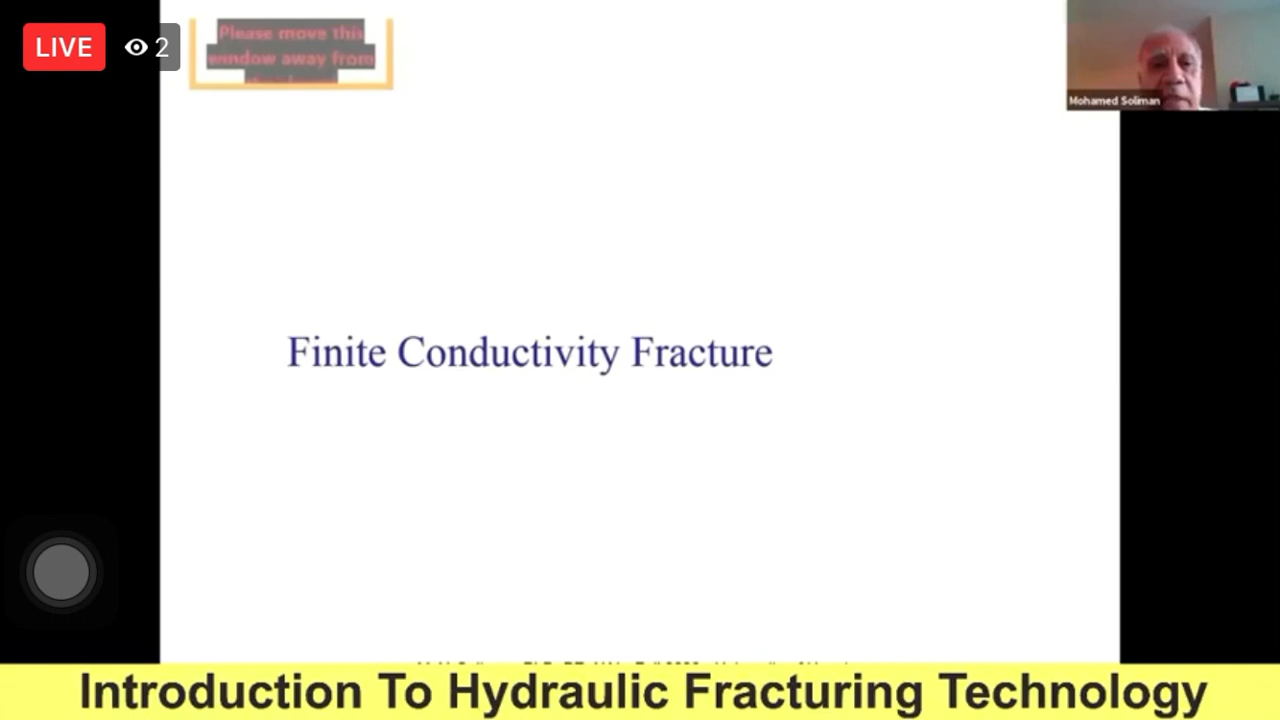 LIVE
2
Please move this
window away from
Mohamed Soliman
Finite Conductivity Fracture
Introduction To Hydraulic Fracturing Technology